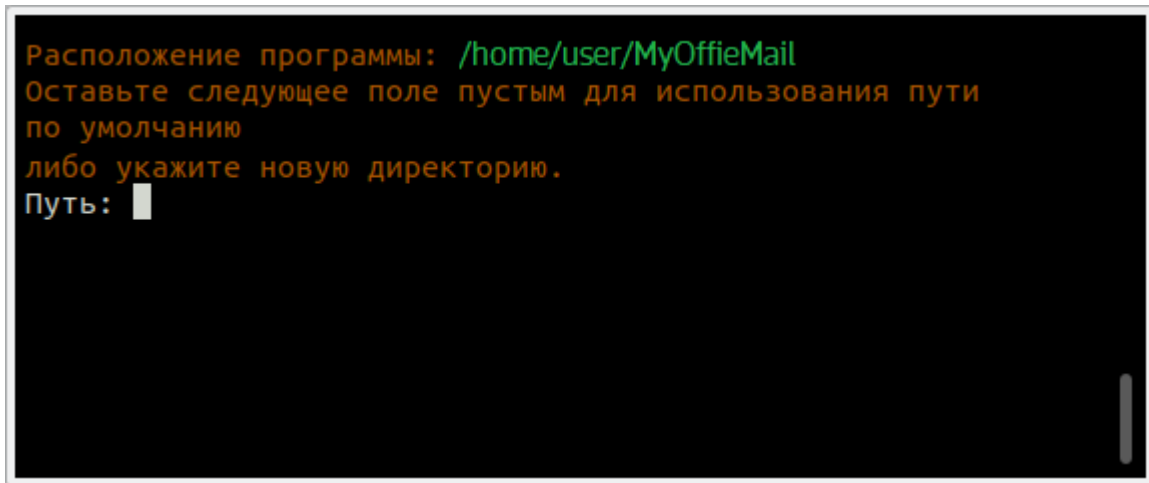 Расположение программы: /home/user/MyOffieMail
Оставьте следующее поле пустым для использования пути
по умолчанию
либо укажите новую директорию.
Путь: